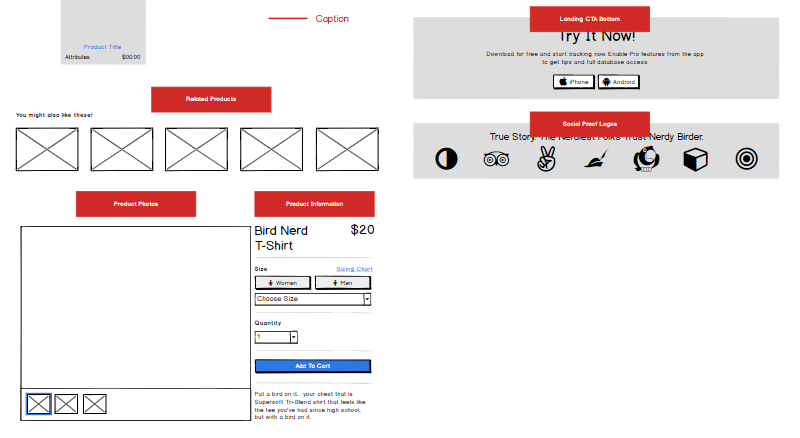 Product Title
Attributes $00.00
Caption
Related Products
You might also like these!
Product Photos
Product Information
Bird Nerd
T-Shirt
$20
Size
Sizing Chart
Women
Men
Choose Size
Quantity
1
Add To Cart
Put a bird on it... your chest that is.
Supersoft Tri-Blend shirt that feels like
the tee you've had since high school,
but with a bird on it.
Landing CTA Bottom
Try It Now!
Download for free and start tracking now. Enable Pro features from the app
to get tips and full database access.
iPhone
Android
Social Proof Logos
True Story. The Nerdiest Folks Trust Nerdy Birder.